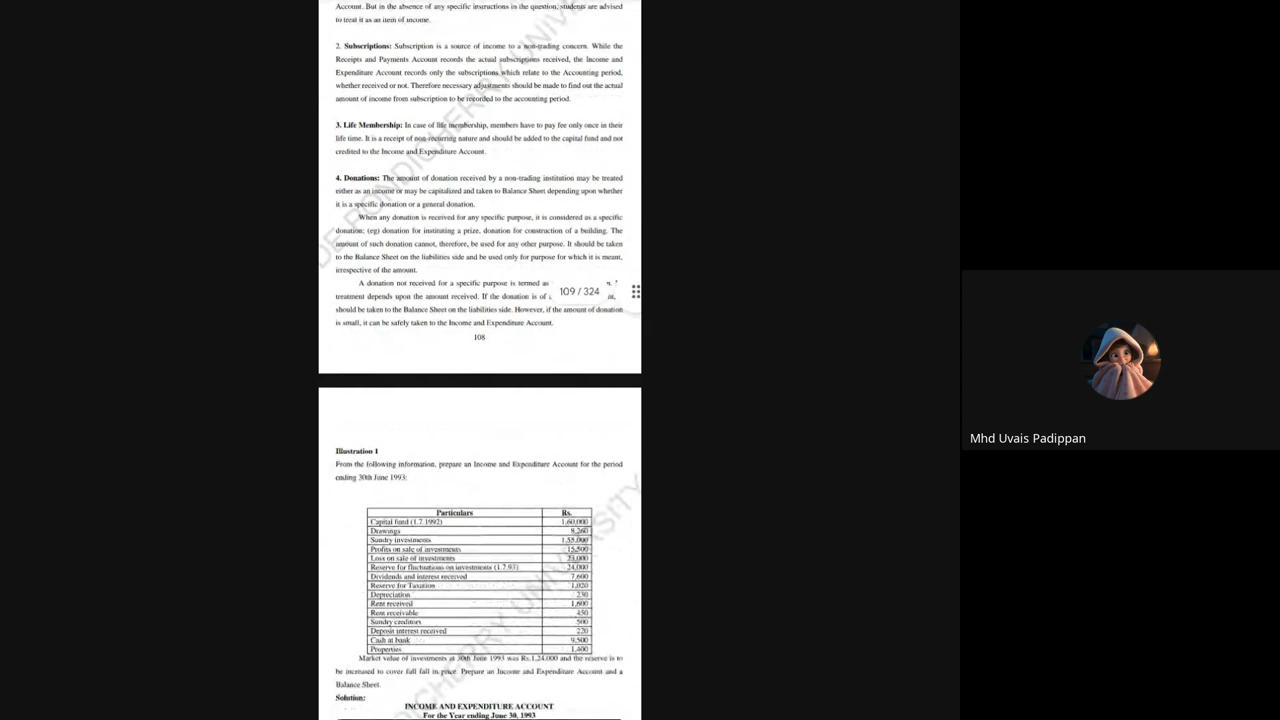 Account. But in the absence of any specific instructions in the question, students are advised
to treat it as an item of income.
2. Subscriptions: Subscription is a source of income to a non-trading concern. While the
Receipts and Payments Account records the actual subscriptions received, the Income and
Expenditure Account records only the subscriptions which relate to the Accounting period,
whether received or not. Therefore necessary adjustments should be made to find out the actual
amount of income from subscription to be recorded to the accounting period.
3. Life Membership: In case of life membership, members have to pay fee only once in their
life time. It is a receipt of non-recurring nature and should be added to the capital fund and not
credited to the Income and Expenditure Account.
4. Donations: The amount of donation received by a non-trading institution may be treated
either as an income or may be capitalized and taken to Balance Sheet depending upon whether
it is a specific donation or a general donation.
When any donation is received for any specific purpose, it is considered as a specific
donation; (eg) donation for instituting a prize, donation for construction of a building. The
amount of such donation cannot, therefore, be used for any other purpose. It should be taken
to the Balance Sheet on the liabilities side and be used only for purpose for which it is meant,
irrespective of the amount.
A donation not received for a specific purpose is termed as
treatment depends upon the amount received. If the donation is of
should be taken to the Balance Sheet on the liabilities side. However, if the amount of donation
is small, it can be safely taken to the Income and Expenditure Account.
109 / 324
108
Mhd Uvais Padippan
Illustration 1
From the following information, prepare an Income and Expenditure Account for the period
ending 30th June 1993:
Particulars Rs.
Capital fund (1.7.1992) 1,60,000
Drawings 8,260
Sundry investments 1,55,000
Profits on sale of investments 15,500
Loss on sale of investments 23,000
Reserve for fluctuations on investments (1.7.93) 24,000
Dividends and interest received 7,600
Reserve for Taxation 1,020
Depreciation 230
Rent received 1,600
Rent receivable 450
Sundry creditors 500
Deposit interest received 220
Cash at bank 9,500
Properties 1,400
Market value of investments at 30th June 1993 was Rs.1,24,000 and the reserve is to
be increased to cover full fall in price. Prepare an Income and Expenditure Account and a
Balance Sheet.
Solution:
INCOME AND EXPENDITURE ACCOUNT
For the Year ending June 30, 1993